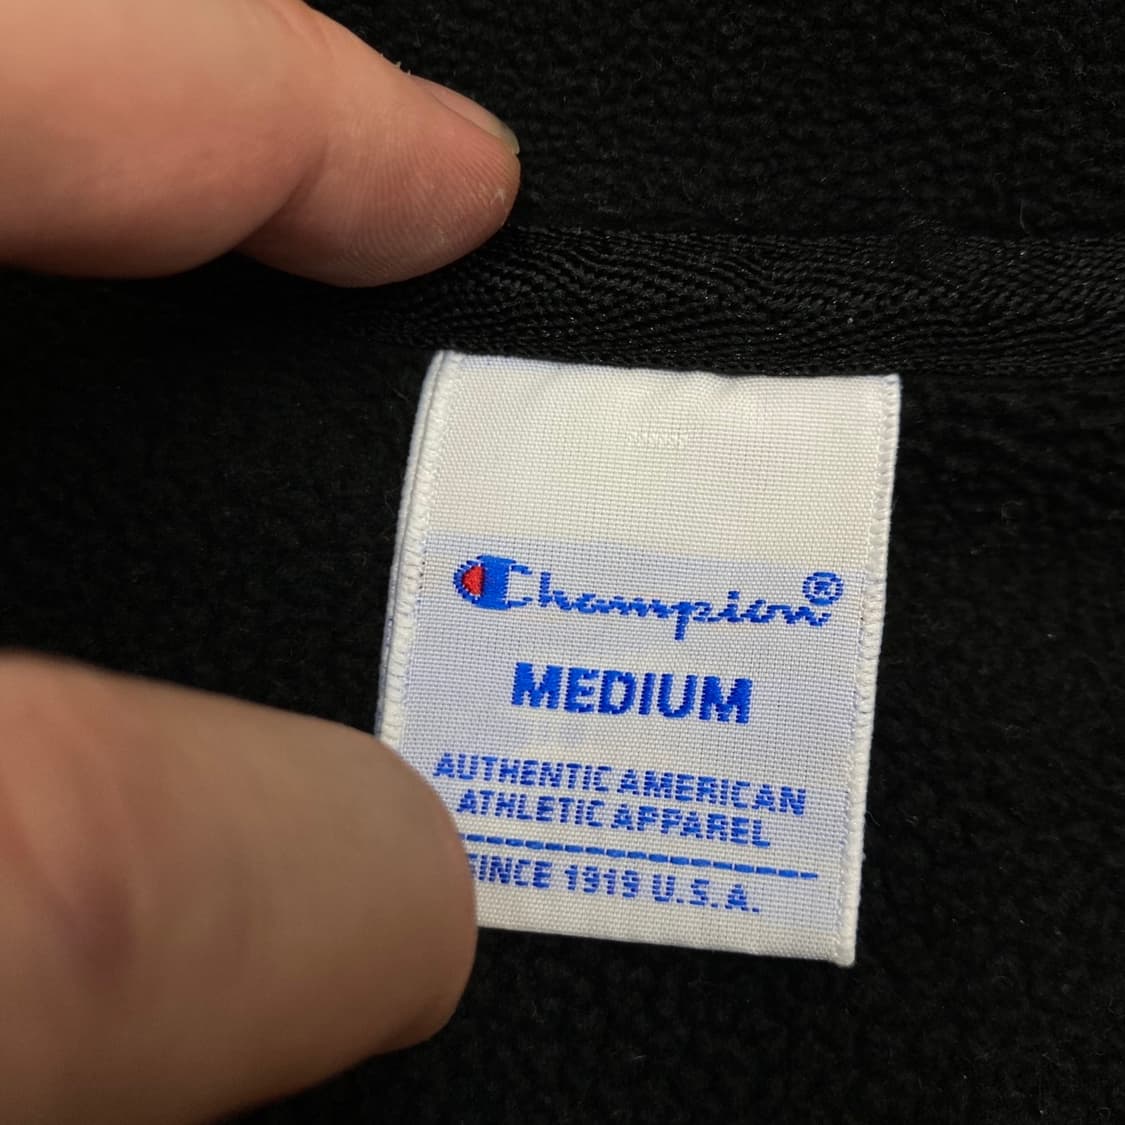 Champion®
MEDIUM
AUTHENTIC AMERICAN
ATHLETIC APPAREL
SINCE 1919 U.S.A.